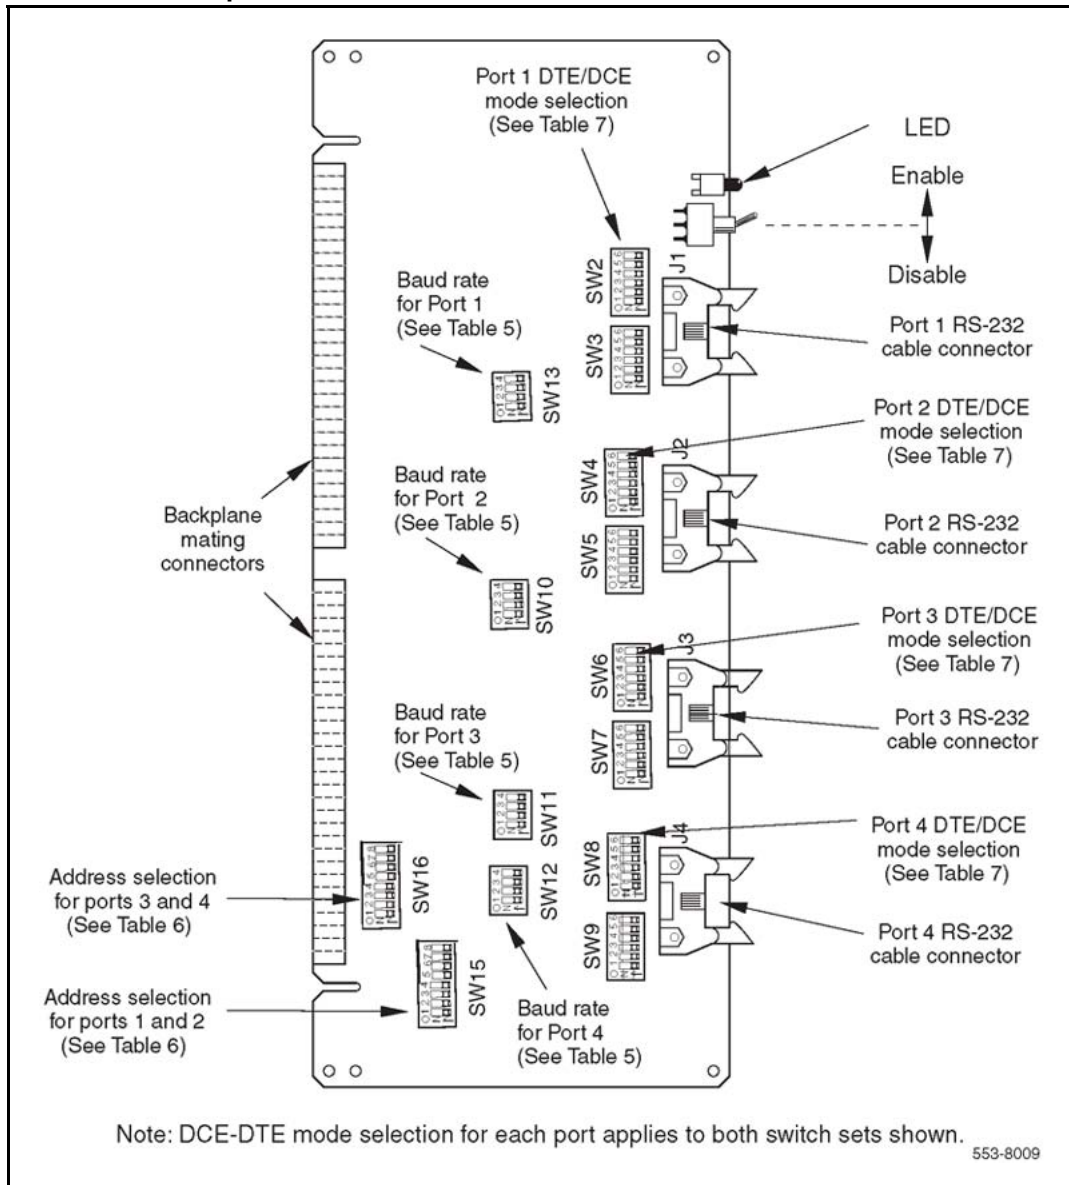 Port 1 DTE/DCE
mode selection
(See Table 7)
LED
Enable
Disable
SW2
J1
SW3
Port 1 RS-232
cable connector
Baud rate
for Port 1
(See Table 5)
SW13
Port 2 DTE/DCE
mode selection
(See Table 7)
J2
SW4
SW5
Baud rate
for Port 2
(See Table 5)
SW10
Port 2 RS-232
cable connector
Backplane
mating
connectors
Port 3 DTE/DCE
mode selection
(See Table 7)
J3
SW6
SW7
Port 3 RS-232
cable connector
Baud rate
for Port 3
(See Table 5)
SW11
Port 4 DTE/DCE
mode selection
(See Table 7)
J4
SW8
SW9
SW12
SW16
Address selection
for ports 3 and 4
(See Table 6)
Port 4 RS-232
cable connector
SW15
Address selection
for ports 1 and 2
(See Table 6)
Baud rate
for Port 4
(See Table 5)
Note: DCE-DTE mode selection for each port applies to both switch sets shown.
553-8009